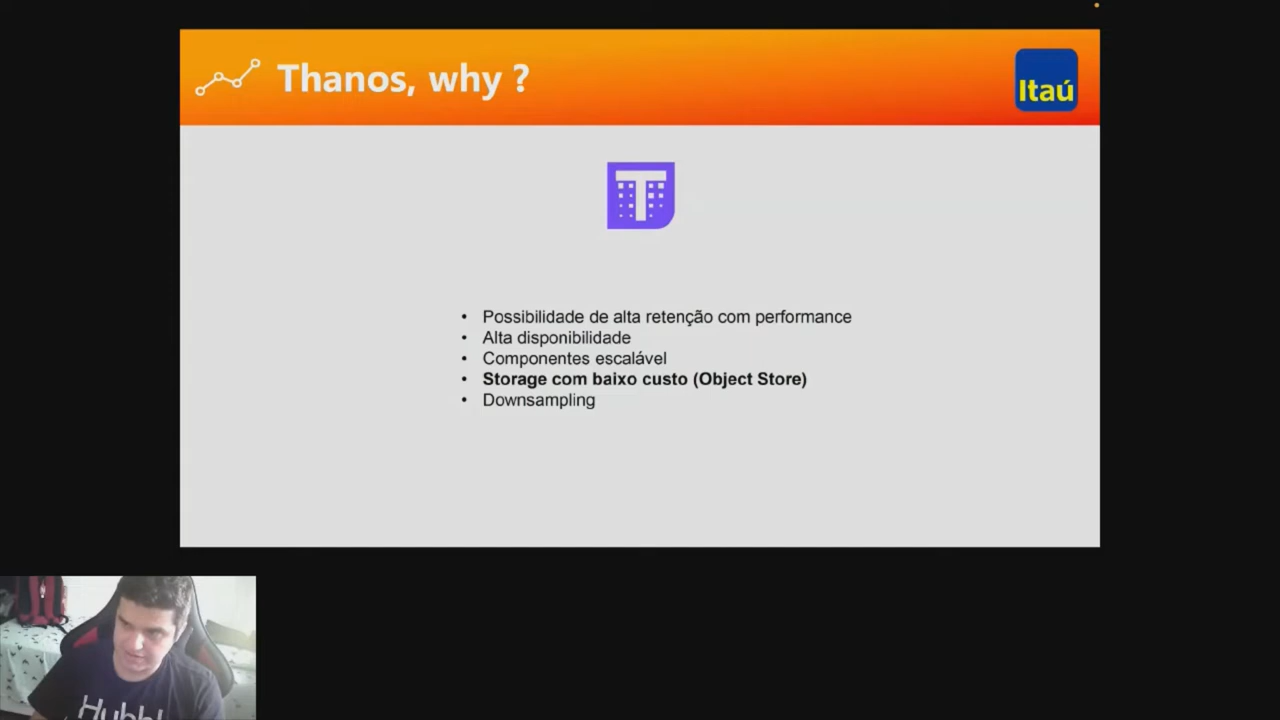 Thanos, why ?
Itaú
T
Possibilidade de alta retenção com performance
Alta disponibilidade
Componentes escalável
Storage com baixo custo (Object Store)
Downsampling